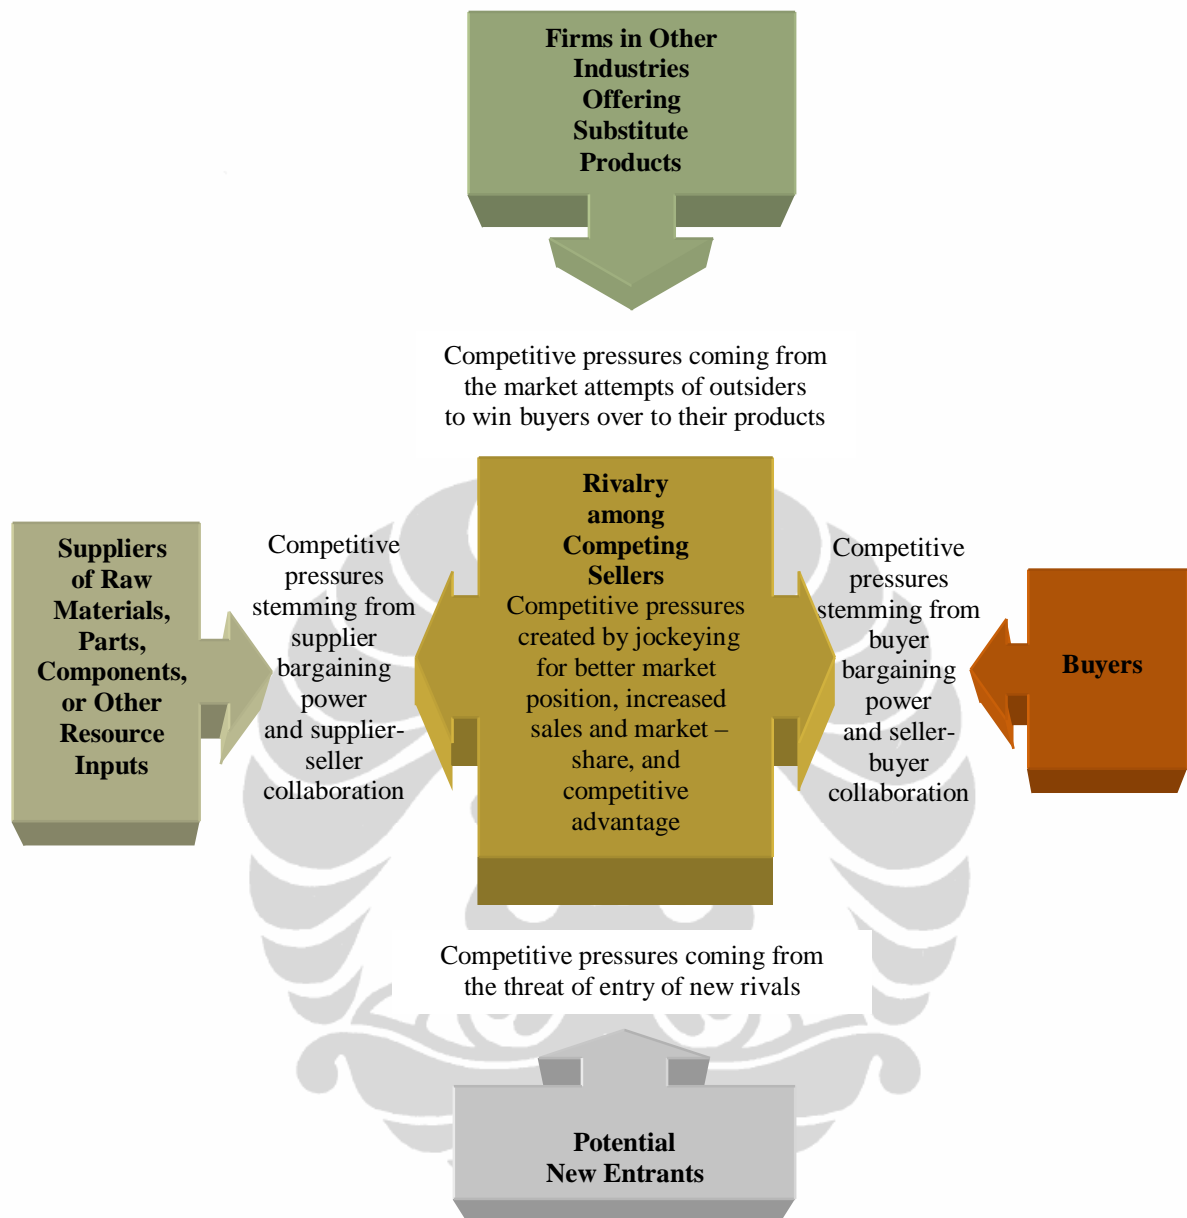 Firms in Other
Industries
Offering
Substitute
Products
Competitive pressures coming from
the market attempts of outsiders
to win buyers over to their products
Suppliers
of Raw
Materials,
Parts,
Components,
or Other
Resource
Inputs
Competitive
pressures
stemming from
supplier
bargaining
power
and supplier-
seller
collaboration
Rivalry
among
Competing
Sellers
Competitive pressures
created by jockeying
for better market
position, increased
sales and market –
share, and
competitive
advantage
Competitive
pressures
stemming from
buyer
bargaining
power
and seller-
buyer
collaboration
Buyers
Competitive pressures coming from
the threat of entry of new rivals
Potential
New Entrants